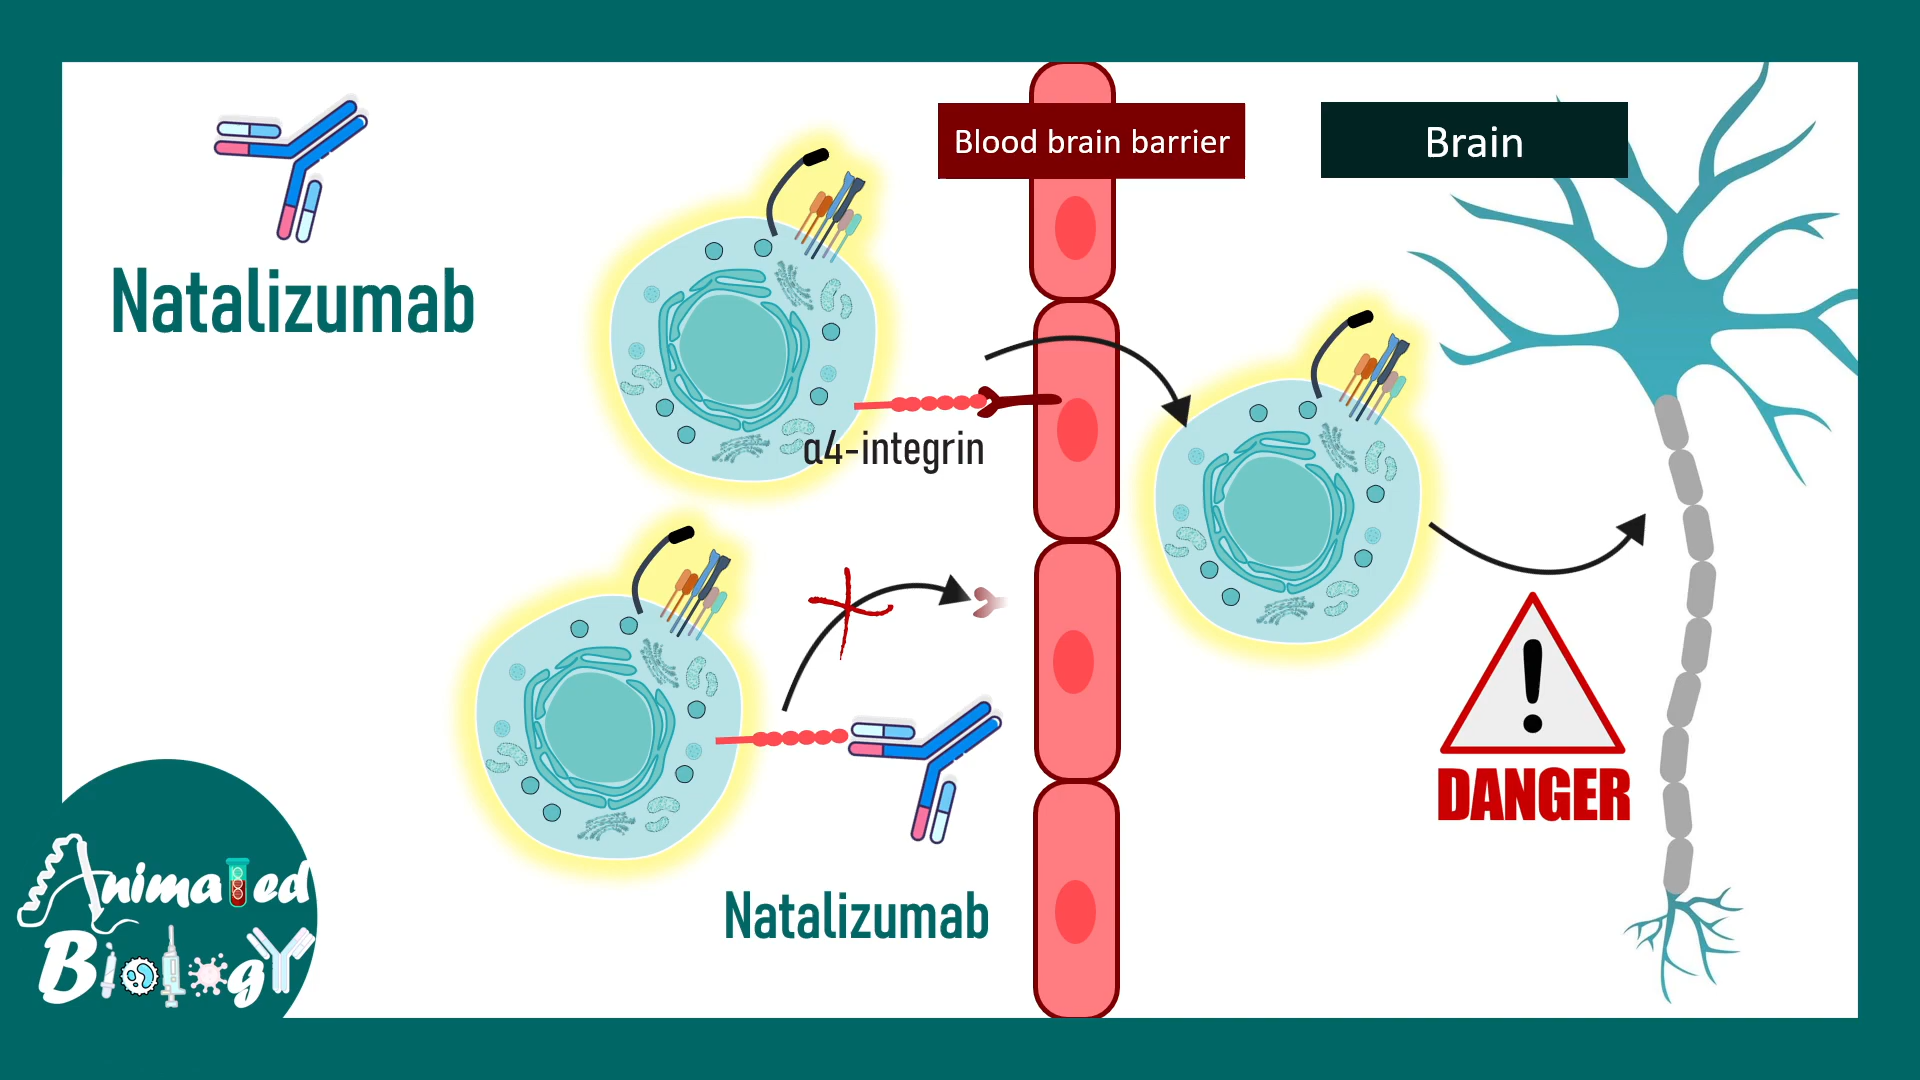 Natalizumab
Blood brain barrier
Brain
α4-integrin
Natalizumab
DANGER
Animated
Biology